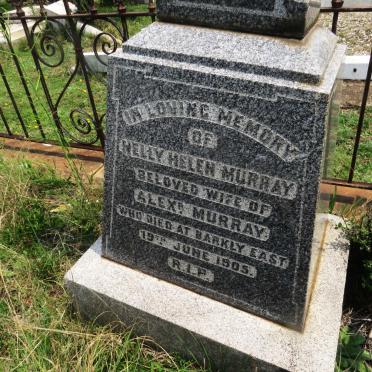 IN LOVING MEMORY
OF
NELLY HELEN MURRAY
BELOVED WIFE OF
ALEXR MURRAY
WHO DIED AT BARKLY EAST
19TH JUNE 1905.
R.I.P.